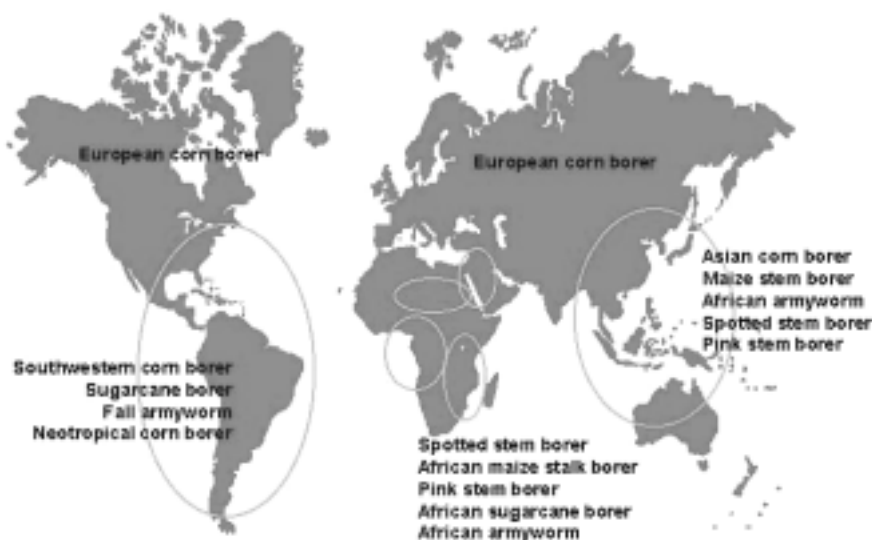 European corn borer
European corn borer
Asian corn borer
Maize stem borer
African armyworm
Spotted stem borer
Pink stem borer
Southwestern corn borer
Sugarcane borer
Fall armyworm
Neotropical corn borer
Spotted stem borer
African maize stalk borer
Pink stem borer
African sugarcane borer
African armyworm